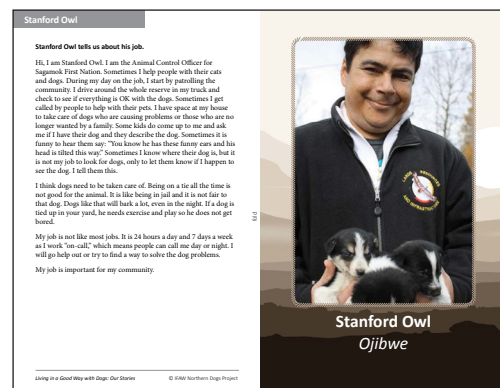 Stanford Owl
Stanford Owl tells us about his job.
Hi, I am Stanford Owl. I am the Animal Control Officer for
Sagamok First Nation. Sometimes I help people with their cats
and dogs. During my day on the job, I start by patrolling the
community. I drive around the whole reserve in my truck and
check to see if everything is OK with the dogs. Sometimes I get
called by people to help with their pets. I have space at my house
to take care of dogs who are causing problems or those who are no
longer wanted by a family. Some kids do come up to me and ask
me if I have their dog and they describe the dog. Sometimes it is
funny to hear them say: "You know he has these funny ears and his
head is tilted this way." Sometimes I know where their dog is, but it
is not my job to look for dogs, only to let them know if I happen to
see the dog. I tell them this.
I think dogs need to be taken care of. Being on a tie all the time is
not good for the animal. It is like being in jail and it is not fair to
that dog. Dogs like that will bark a lot, even in the night. If a dog is
tied up in your yard, he needs exercise and play so he does not get
bored.
My job is not like most jobs. It is 24 hours a day and 7 days a week
as I work "on-call," which means people can call me day or night. I
will go help out or try to find a way to solve the dog problems.
My job is important for my community.
Living in a Good Way with Dogs: Our Stories
© IFAW Northern Dogs Project
fold
AND INFRASTRUCTURE
Stanford Owl
Ojibwe